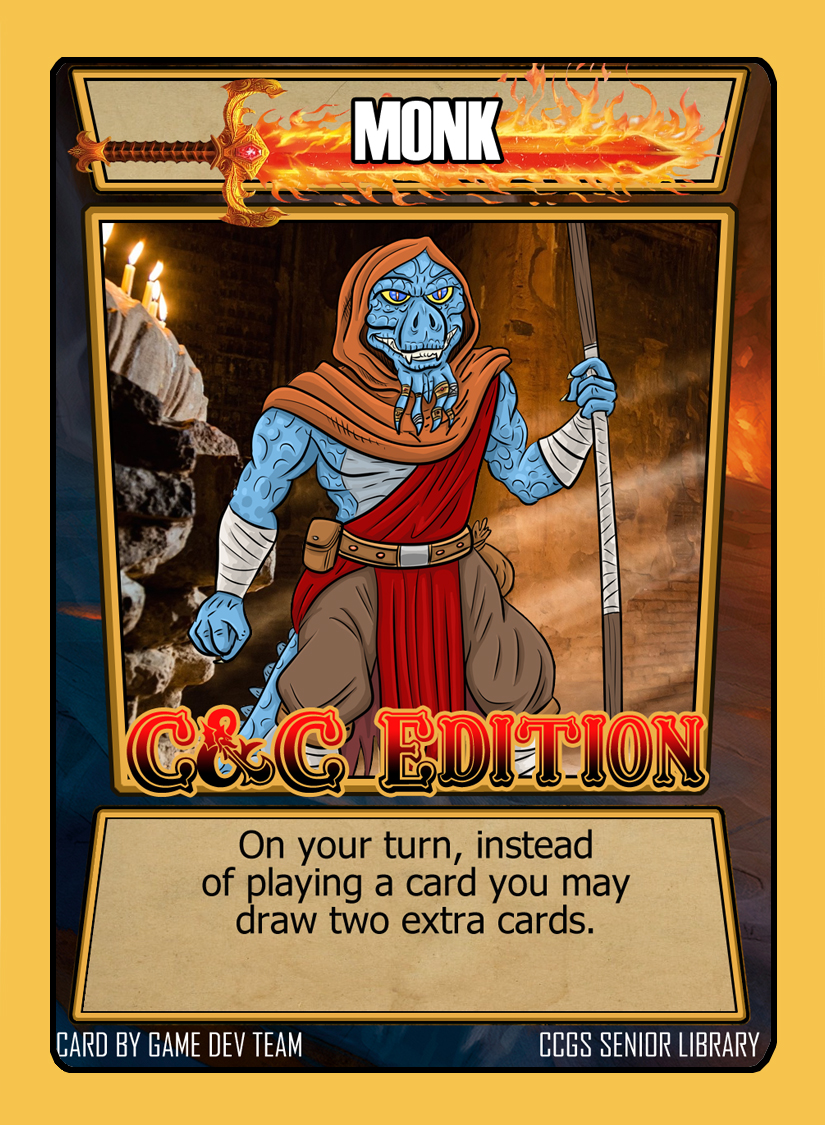 MONK
C&C EDITION
On your turn, instead
of playing a card you may
draw two extra cards.
CARD BY GAME DEV TEAM
CCGS SENIOR LIBRARY